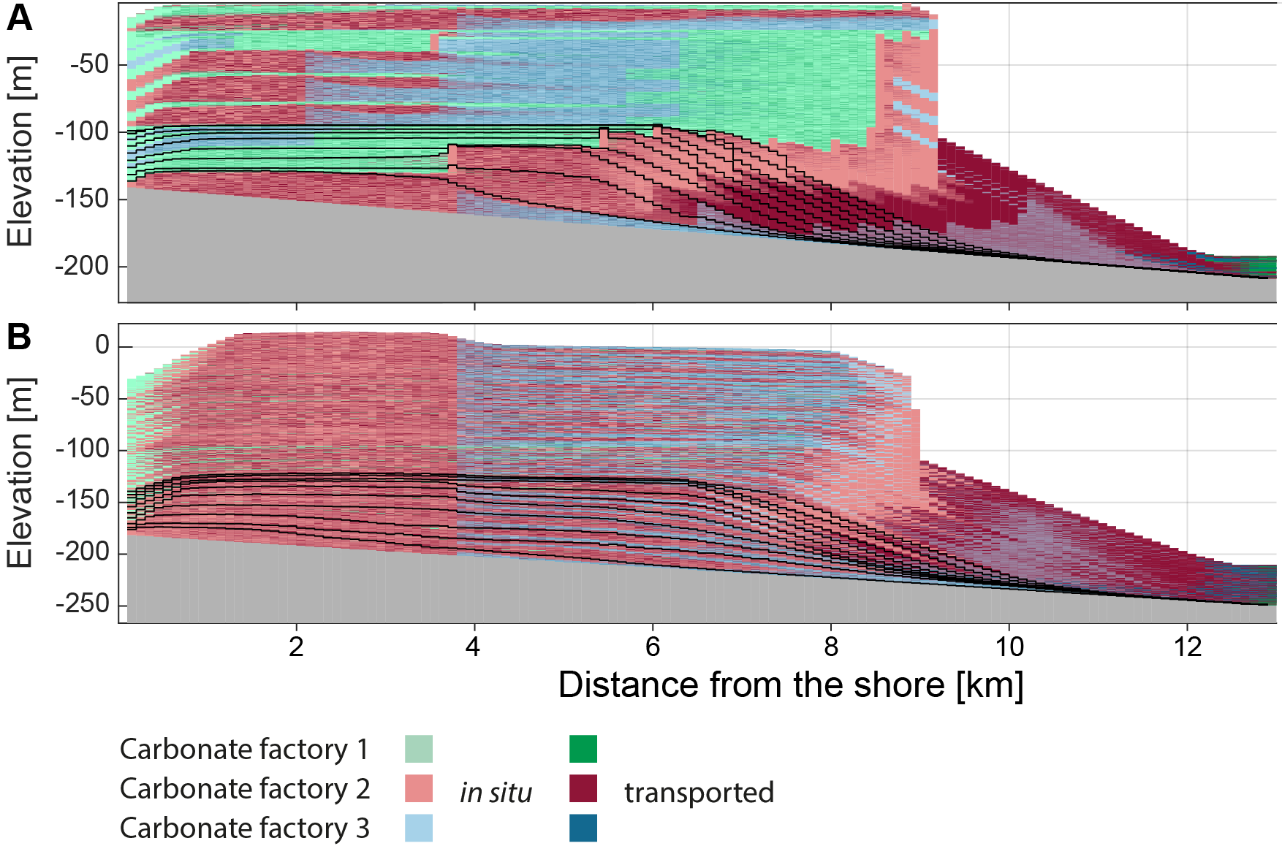 A
Elevation [m]
-50
-100
-150
-200
B
Elevation [m]
0
-50
-100
-150
-200
-250
2 4 6 8 10 12
Distance from the shore [km]
Carbonate factory 1
Carbonate factory 2 in situ transported
Carbonate factory 3